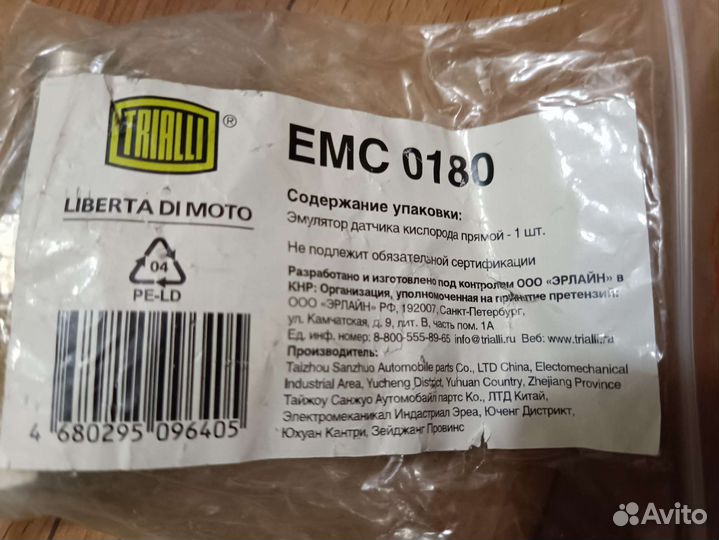 TRIALLI ®
LIBERTA DI MOTO
04
PE-LD
4 680295 096405
EMC 0180
Содержание упаковки:
Эмулятор датчика кислорода прямой - 1 шт.
Не подлежит обязательной сертификации
Разработано и изготовлено под контролем ООО «ЭРЛАЙН» в
КНР: Организация, уполномоченная на принятие претензий:
ООО «ЭРЛАЙН» РФ, 192007, Санкт-Петербург,
ул. Камчатская, д. 9, лит. В, часть пом. 1А
Ед. инф. номер: 8-800-555-89-65 info@trialli.ru Веб: www.trialli.ru
Производитель:
Taizhou Sanzhuo Automobile parts Co., LTD China, Electomechanical
Industrial Area, Yucheng District, Yuhuan Country, Zhejiang Province
Тайжоу Санжуо Аутомобайл партс Ко., ЛТД Китай,
Электромеканикал Индастриал Эреа, Юченг Дистрикт,
Юхуан Кантри, Зейджанг Провинс
Avito